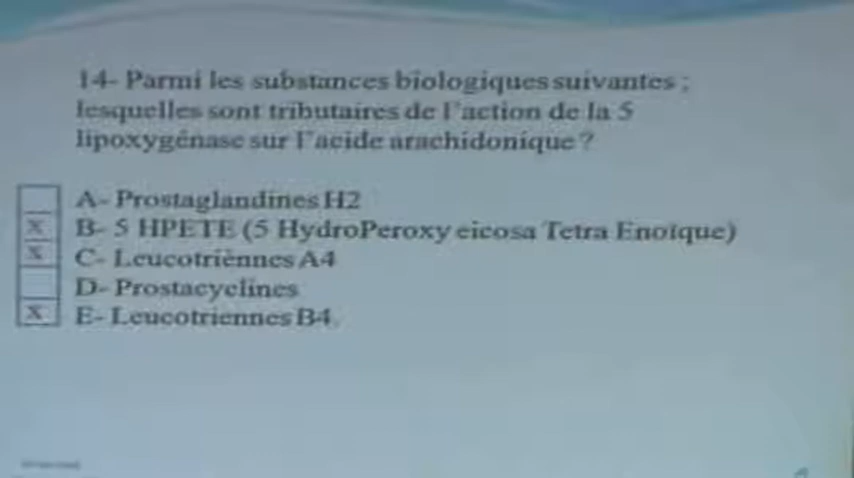 14- Parmi les substances biologiques suivantes ;
lesquelles sont tributaires de l'action de la 5
lipoxygénase sur l'acide arachidonique ?
A- Prostaglandines H2
X B- 5 HPETE (5 HydroPeroxy eicosa Tetra Enoïque)
X C- Leucotriènnes A4
D- Prostacyclines
X E- Leucotriennes B4.